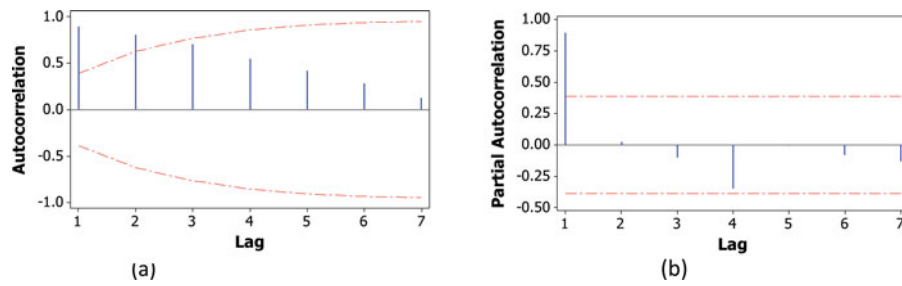 1.0
0.5
0.0
-0.5
-1.0
Autocorrelation
1 2 3 4 5 6 7
Lag
(a)
1.00
0.75
0.50
0.25
0.00
-0.25
-0.50
Partial Autocorrelation
1 2 3 4 5 6 7
Lag
(b)